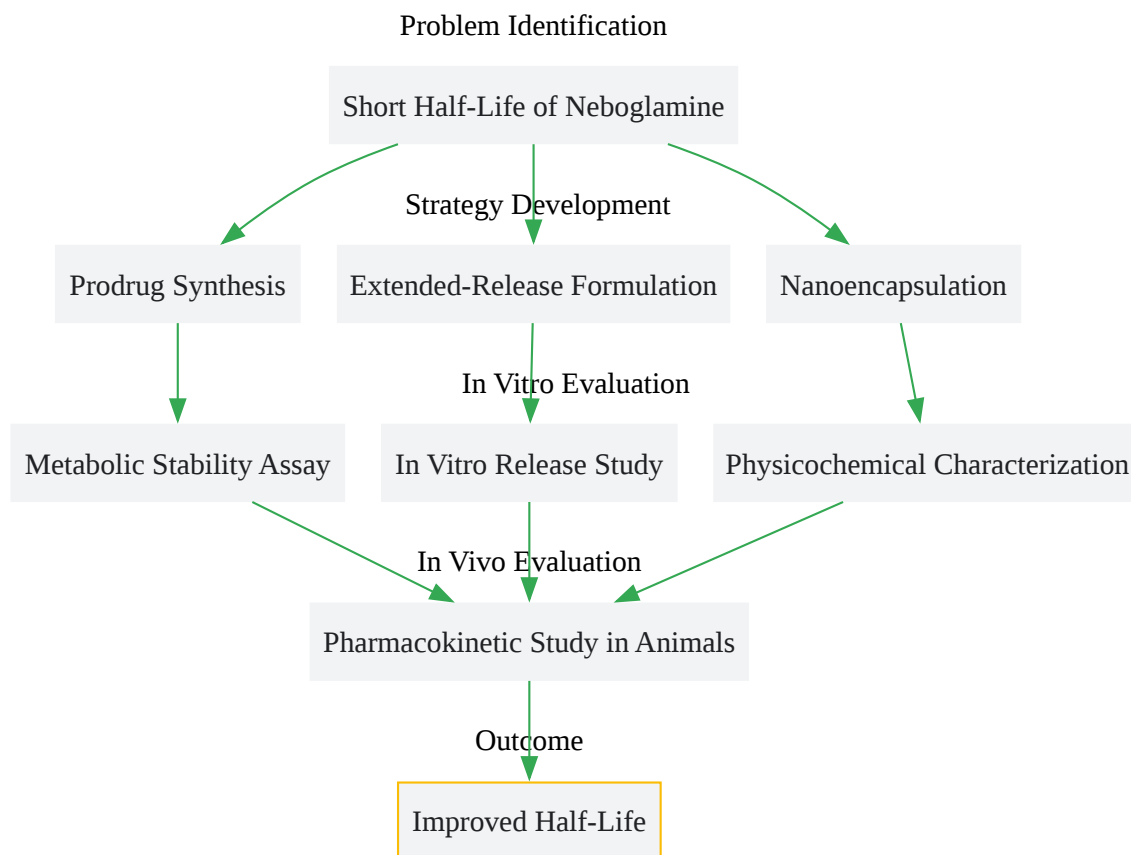 Problem Identification
Short Half-Life of Neboglamine
Strategy Development
Prodrug Synthesis
Extended-Release Formulation
Nanoencapsulation
In Vitro Evaluation
Metabolic Stability Assay
In Vitro Release Study
Physicochemical Characterization
In Vivo Evaluation
Pharmacokinetic Study in Animals
Outcome
Improved Half-Life